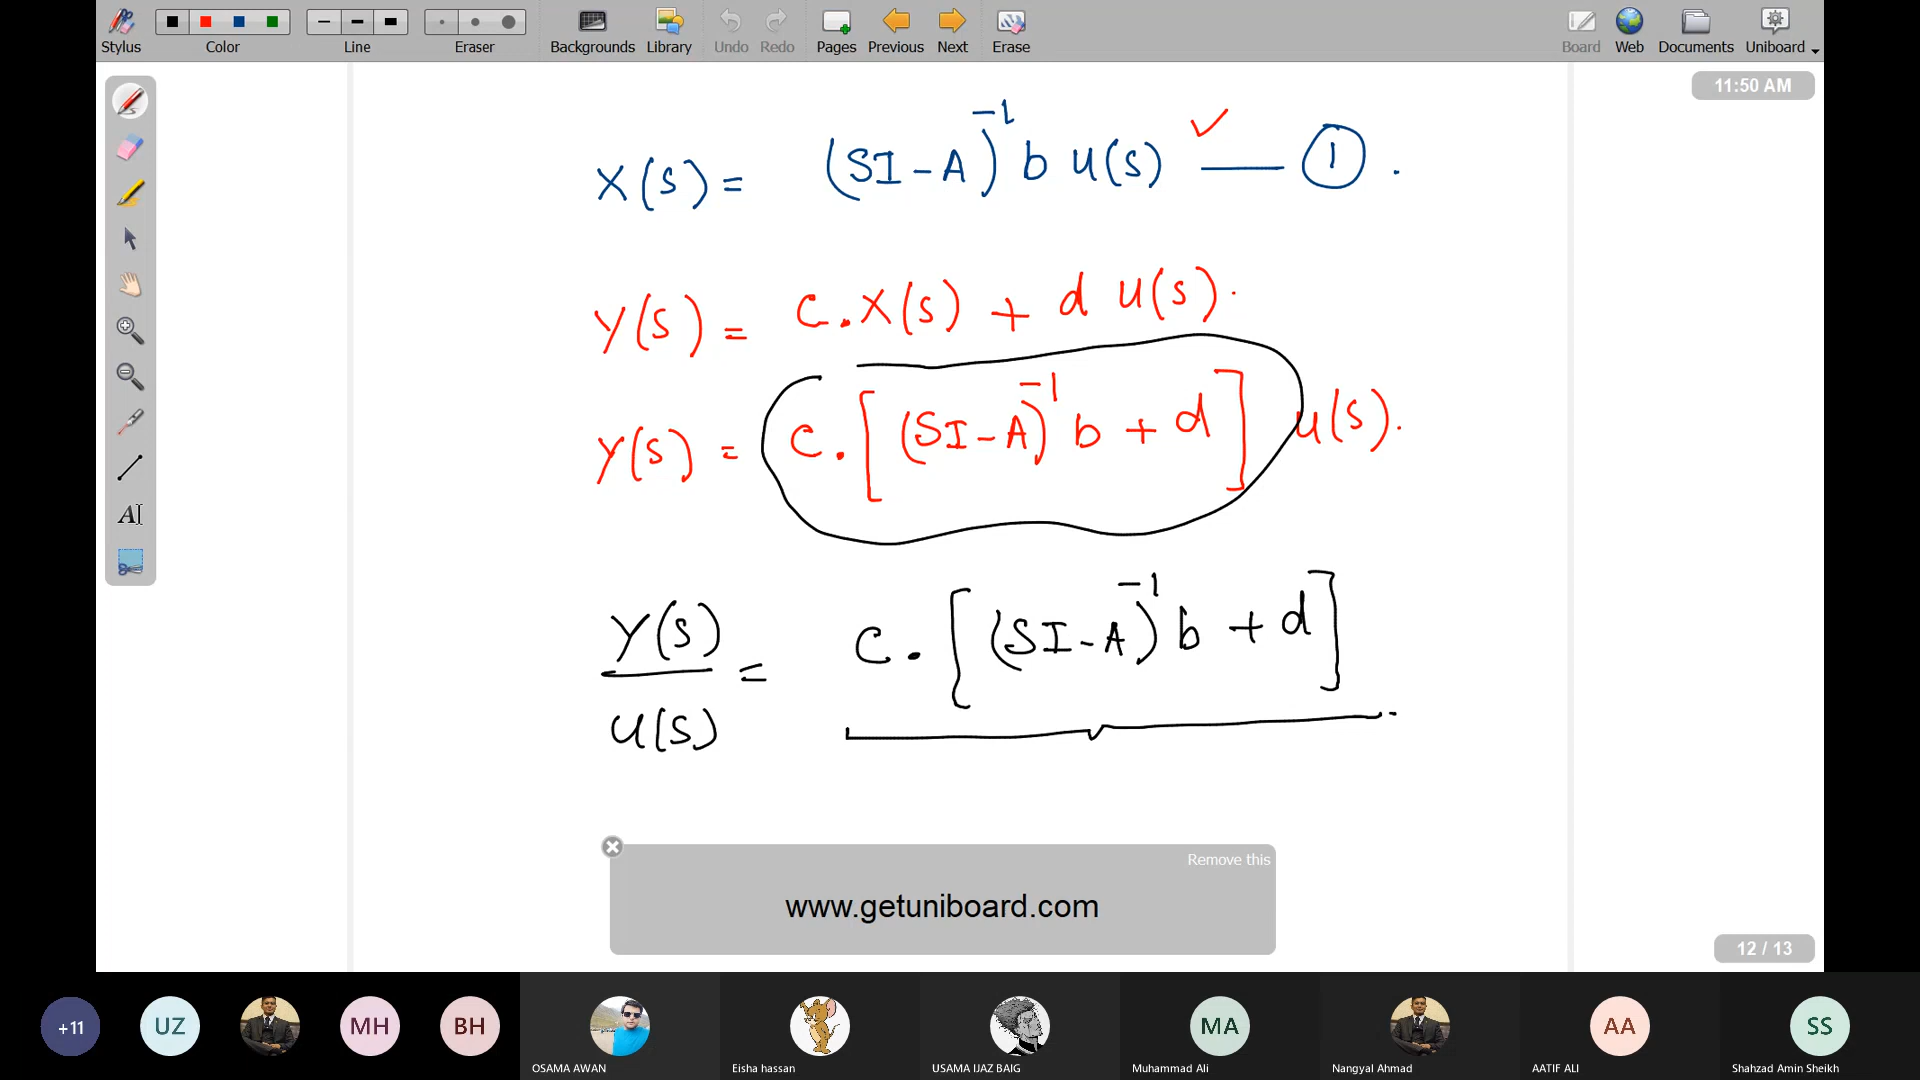 Stylus Color Line Eraser Backgrounds Library Undo Redo Pages Previous Next Erase Board Web Documents Uniboard
11:50 AM
X(S) = (SI-A)⁻¹ b u(s) ✓ —— ① .
Y(S) = C.X(S) + d u(s).
Y(S) = C.[(SI-A)⁻¹ b + d] u(s).
Y(S)/u(s) = C.[(SI-A)⁻¹ b + d]
Remove this
www.getuniboard.com
12 / 13
+11 UZ MH BH MA AA SS
OSAMA AWAN Eisha hassan USAMA IJAZ BAIG Muhammad Ali Nangyal Ahmad AATIF ALI Shahzad Amin Sheikh